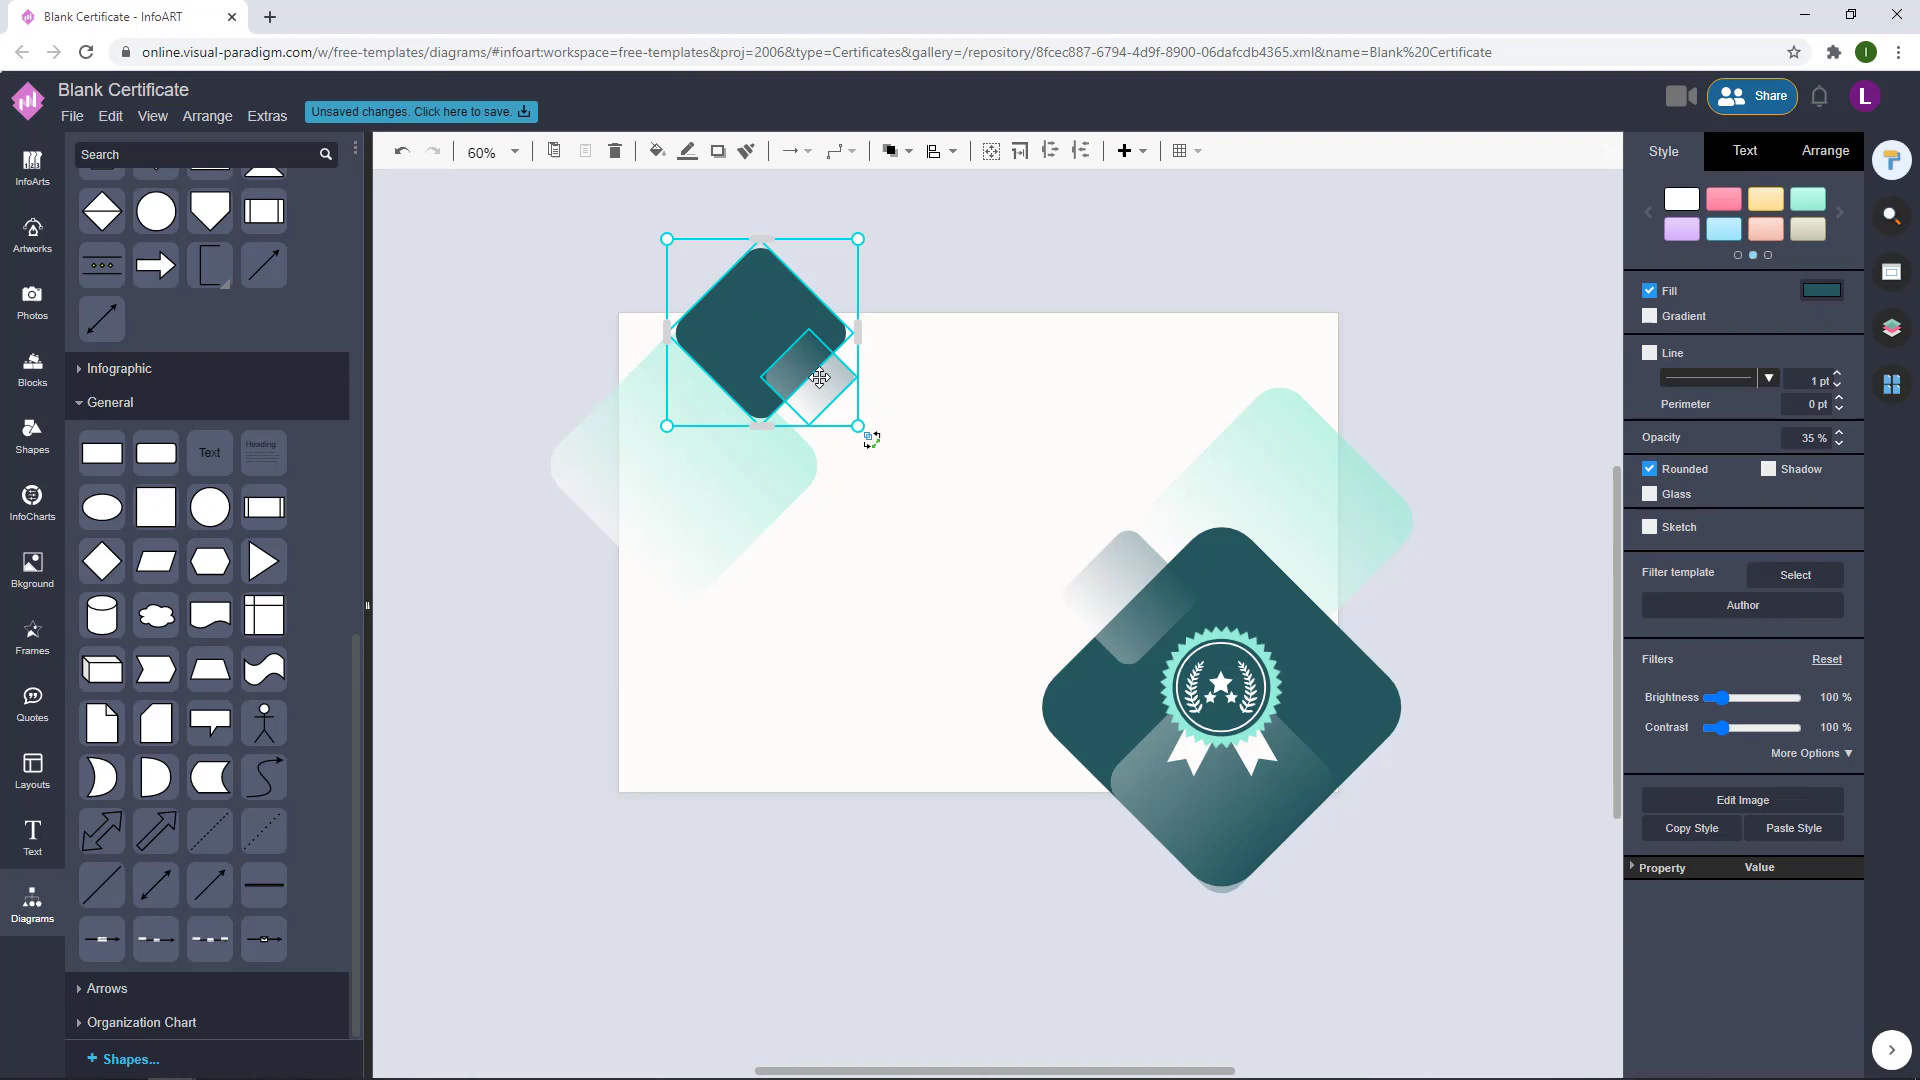 Blank Certificate - InfoART
online.visual-paradigm.com/w/free-templates/diagrams/#infoart:workspace=free-templates&proj=2006&type=Certificates&gallery=/repository/8fcec887-6794-4d9f-8900-06dafcdb4365.xml&name=Blank%20Certificate
I
Blank Certificate
File Edit View Arrange Extras
Unsaved changes. Click here to save.
Share
L
Search
60%
Style Text Arrange
InfoArts
Artworks
Photos
Blocks
Shapes
InfoCharts
Bkground
Frames
Quotes
Layouts
Text
Diagrams
Infographic
General
Text
Heading
Arrows
Organization Chart
+ Shapes...
Fill
Gradient
Line
1 pt
Perimeter 0 pt
Opacity 35 %
Rounded Shadow
Glass
Sketch
Filter template Select
Author
Filters Reset
Brightness 100 %
Contrast 100 %
More Options
Edit Image
Copy Style Paste Style
Property Value